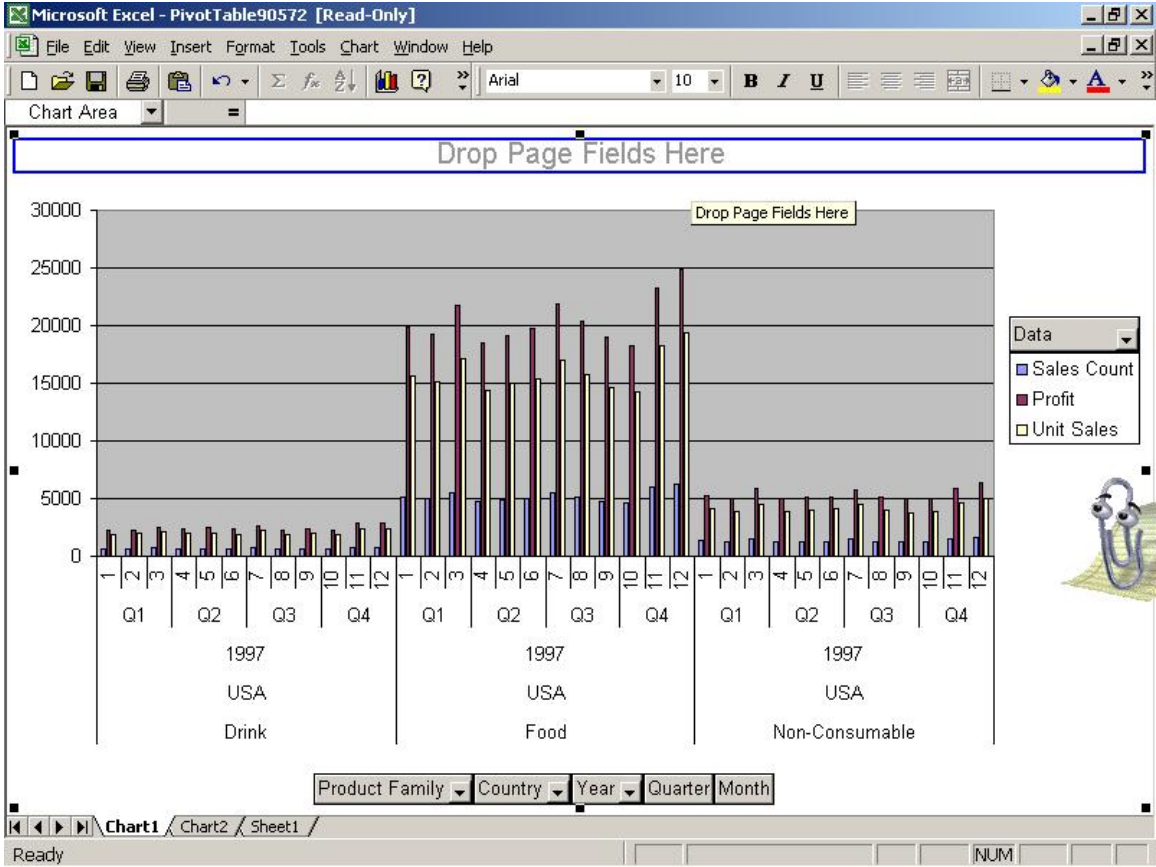 Microsoft Excel - PivotTable90572 [Read-Only]
File Edit View Insert Format Tools Chart Window Help
Arial 10 B I U A
Chart Area =
Drop Page Fields Here
Drop Page Fields Here
30000
25000
20000
15000
10000
5000
0
Data
Sales Count
Profit
Unit Sales
1 2 3 4 5 6 7 8 9 10 11 12 1 2 3 4 5 6 7 8 9 10 11 12 1 2 3 4 5 6 7 8 9 10 11 12
Q1 Q2 Q3 Q4 Q1 Q2 Q3 Q4 Q1 Q2 Q3 Q4
1997 1997 1997
USA USA USA
Drink Food Non-Consumable
Product Family Country Year Quarter Month
Chart1 Chart2 Sheet1
Ready NUM